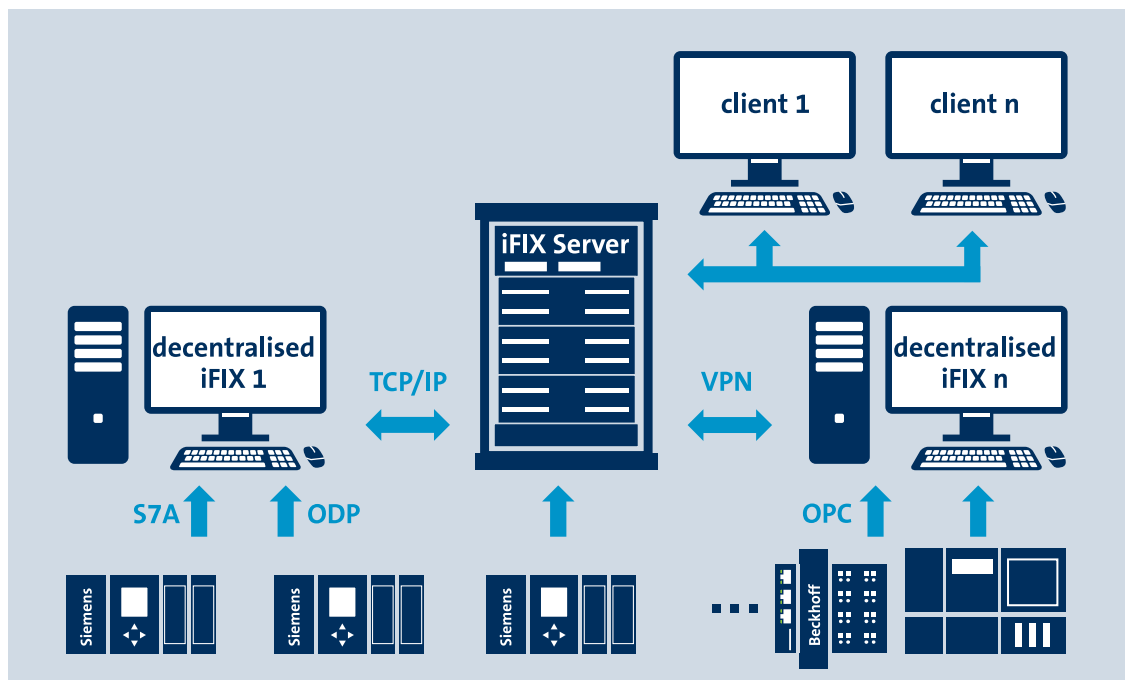 client 1
client n
iFIX Server
decentralised
iFIX 1
TCP/IP
VPN
decentralised
iFIX n
S7A
ODP
OPC
Siemens
Siemens
Siemens
Beckhoff